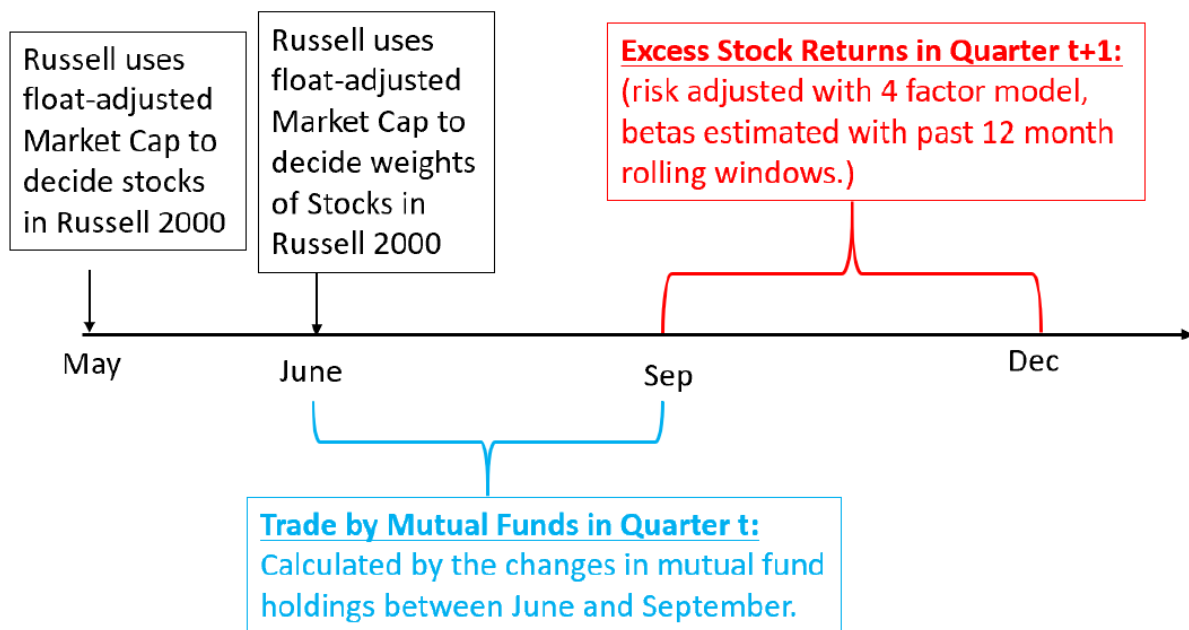 Russell uses
float-adjusted
Market Cap to
decide stocks
in Russell 2000
Russell uses
float-adjusted
Market Cap to
decide weights
of Stocks in
Russell 2000
Excess Stock Returns in Quarter t+1:
(risk adjusted with 4 factor model,
betas estimated with past 12 month
rolling windows.)
May
June
Sep
Dec
Trade by Mutual Funds in Quarter t:
Calculated by the changes in mutual fund
holdings between June and September.